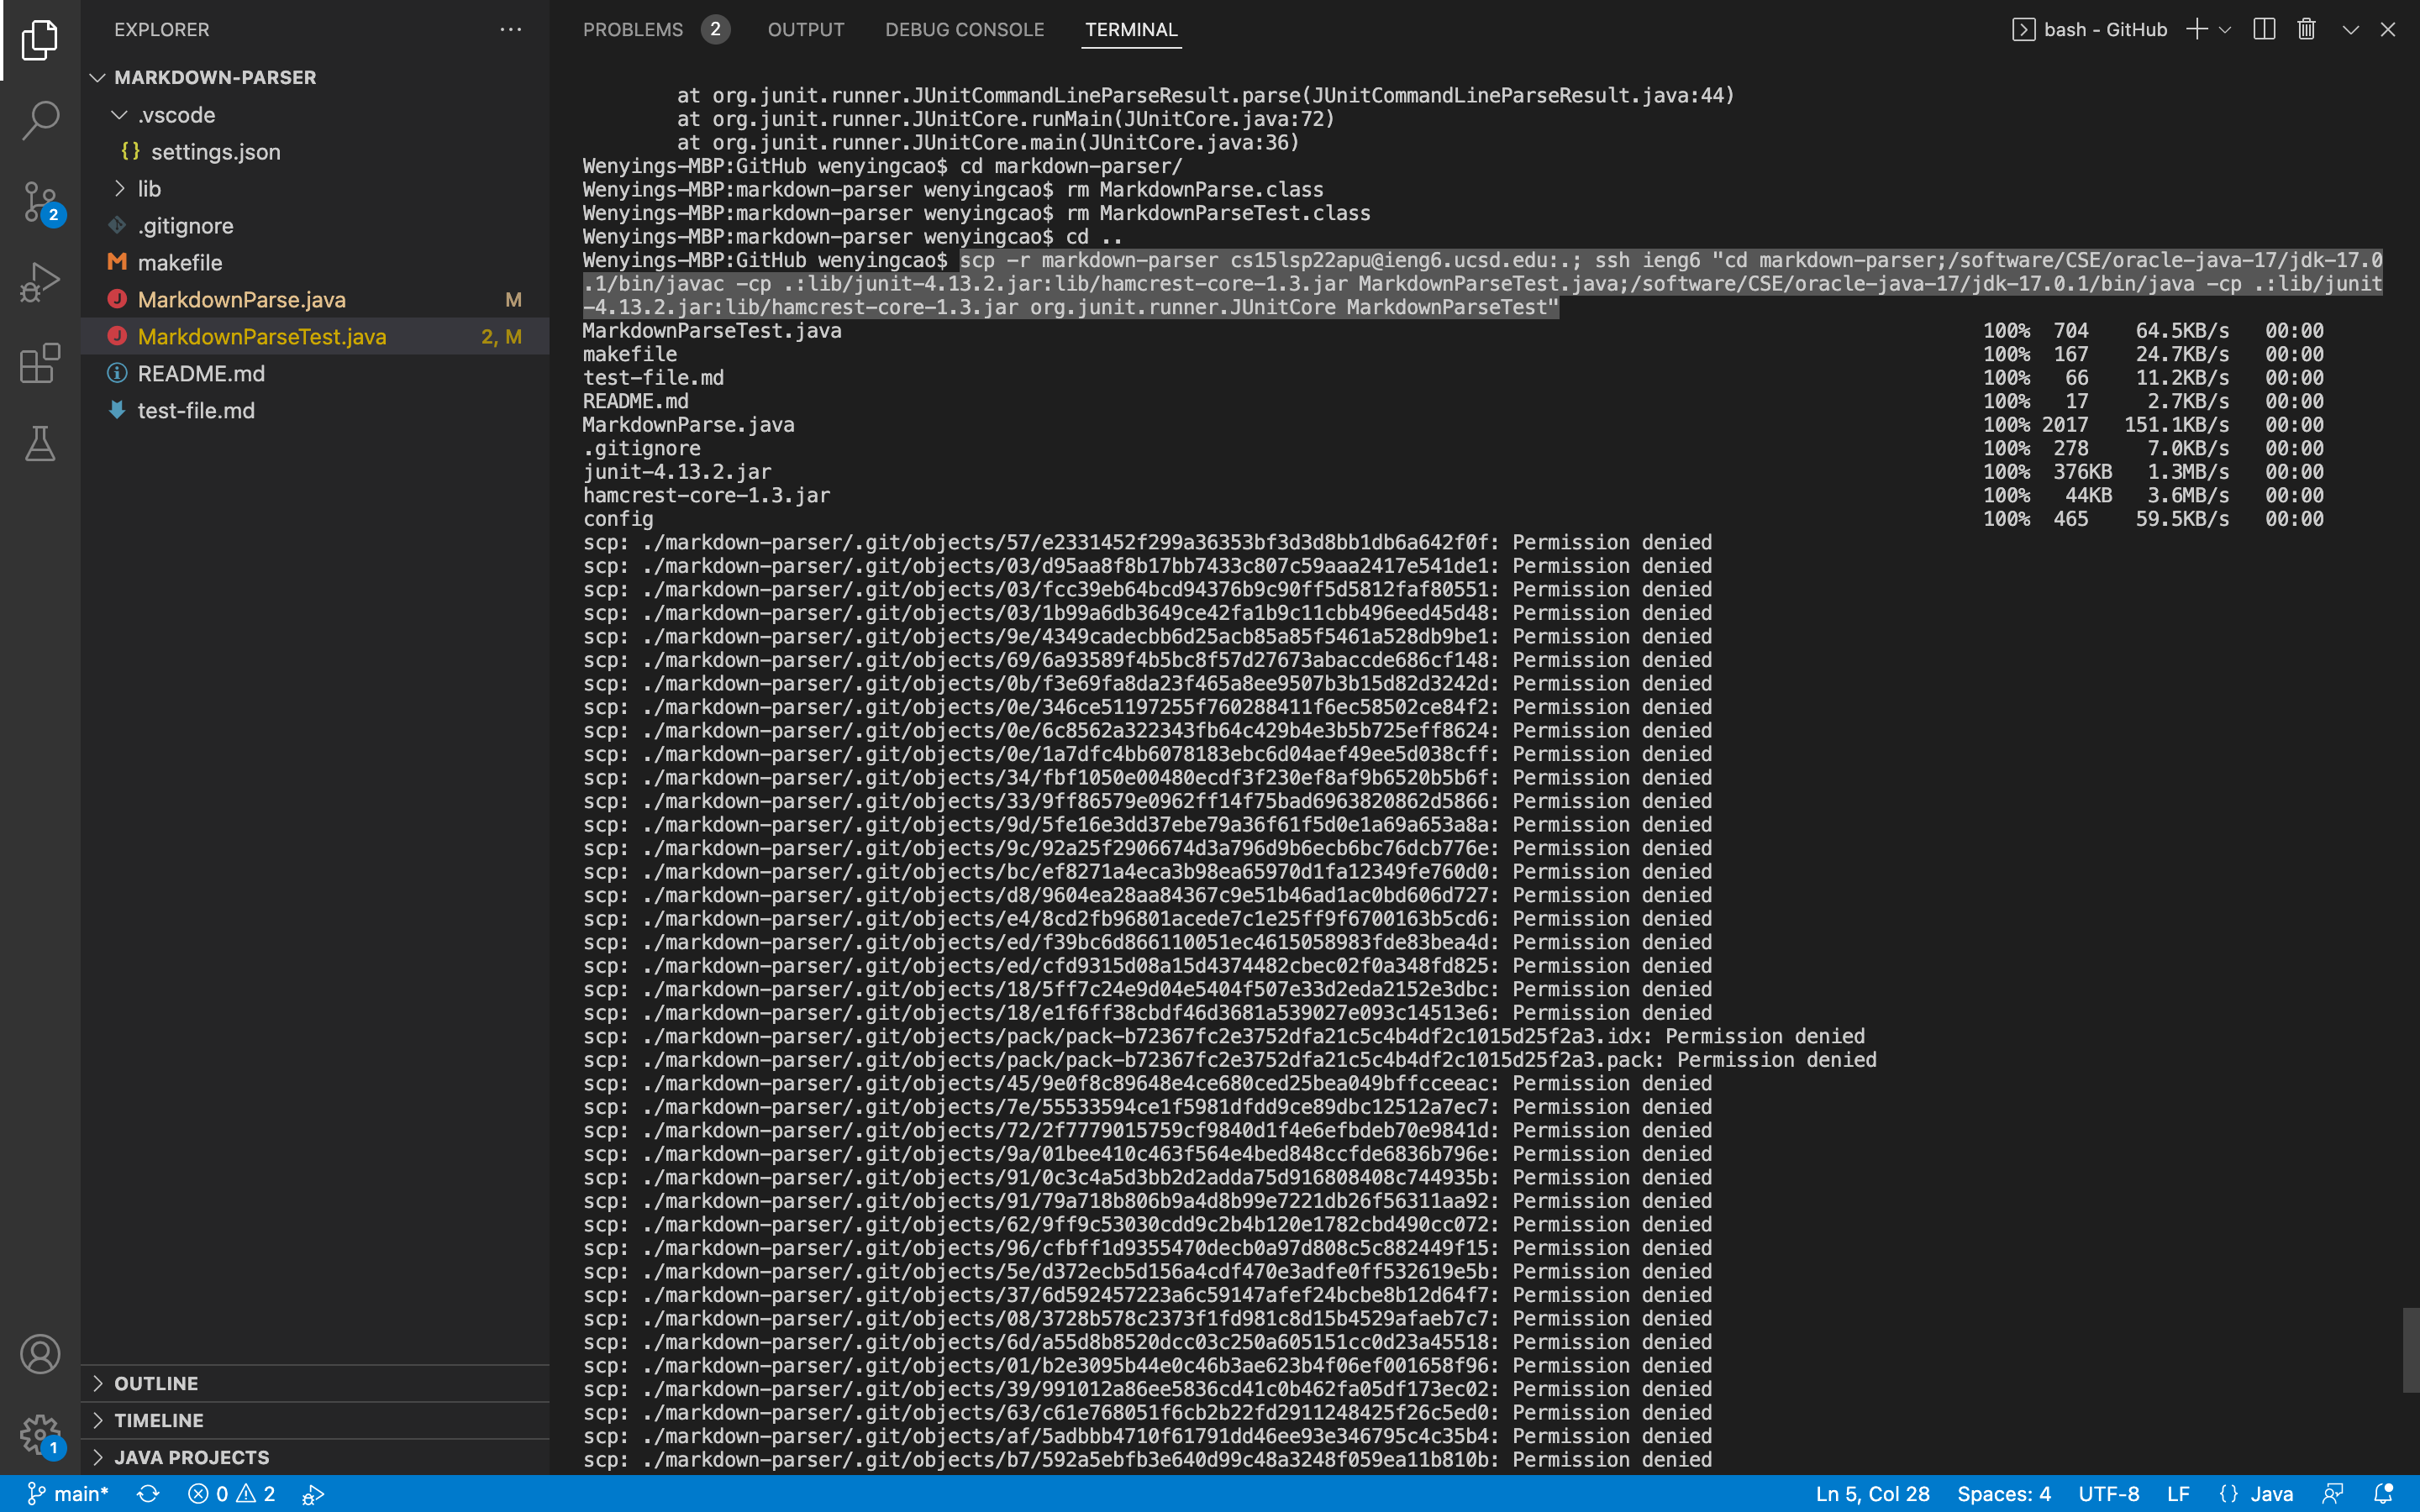 EXPLORER
MARKDOWN-PARSER
.vscode
{} settings.json
lib
.gitignore
M makefile
J MarkdownParse.java M
J MarkdownParseTest.java 2, M
README.md
test-file.md
2
OUTLINE
TIMELINE
JAVA PROJECTS
1
PROBLEMS 2 OUTPUT DEBUG CONSOLE TERMINAL bash - GitHub
at org.junit.runner.JUnitCommandLineParseResult.parse(JUnitCommandLineParseResult.java:44)
at org.junit.runner.JUnitCore.runMain(JUnitCore.java:72)
at org.junit.runner.JUnitCore.main(JUnitCore.java:36)
Wenyings-MBP:GitHub wenyingcao$ cd markdown-parser/
Wenyings-MBP:markdown-parser wenyingcao$ rm MarkdownParse.class
Wenyings-MBP:markdown-parser wenyingcao$ rm MarkdownParseTest.class
Wenyings-MBP:markdown-parser wenyingcao$ cd ..
Wenyings-MBP:GitHub wenyingcao$ scp -r markdown-parser cs15lsp22apu@ieng6.ucsd.edu:.; ssh ieng6 "cd markdown-parser;/software/CSE/oracle-java-17/jdk-17.0
.1/bin/javac -cp .:lib/junit-4.13.2.jar:lib/hamcrest-core-1.3.jar MarkdownParseTest.java;/software/CSE/oracle-java-17/jdk-17.0.1/bin/java -cp .:lib/junit
-4.13.2.jar:lib/hamcrest-core-1.3.jar org.junit.runner.JUnitCore MarkdownParseTest"
MarkdownParseTest.java 100% 704 64.5KB/s 00:00
makefile 100% 167 24.7KB/s 00:00
test-file.md 100% 66 11.2KB/s 00:00
README.md 100% 17 2.7KB/s 00:00
MarkdownParse.java 100% 2017 151.1KB/s 00:00
.gitignore 100% 278 7.0KB/s 00:00
junit-4.13.2.jar 100% 376KB 1.3MB/s 00:00
hamcrest-core-1.3.jar 100% 44KB 3.6MB/s 00:00
config 100% 465 59.5KB/s 00:00
scp: ./markdown-parser/.git/objects/57/e2331452f299a36353bf3d3d8bb1db6a642f0f: Permission denied
scp: ./markdown-parser/.git/objects/03/d95aa8f8b17bb7433c807c59aaa2417e541de1: Permission denied
scp: ./markdown-parser/.git/objects/03/fcc39eb64bcd94376b9c90ff5d5812faf80551: Permission denied
scp: ./markdown-parser/.git/objects/03/1b99a6db3649ce42fa1b9c11cbb496eed45d48: Permission denied
scp: ./markdown-parser/.git/objects/9e/4349cadecbb6d25acb85a85f5461a528db9be1: Permission denied
scp: ./markdown-parser/.git/objects/69/6a93589f4b5bc8f57d27673abaccde686cf148: Permission denied
scp: ./markdown-parser/.git/objects/0b/f3e69fa8da23f465a8ee9507b3b15d82d3242d: Permission denied
scp: ./markdown-parser/.git/objects/0e/346ce51197255f760288411f6ec58502ce84f2: Permission denied
scp: ./markdown-parser/.git/objects/0e/6c8562a322343fb64c429b4e3b5b725eff8624: Permission denied
scp: ./markdown-parser/.git/objects/0e/1a7dfc4bb6078183ebc6d04aef49ee5d038cff: Permission denied
scp: ./markdown-parser/.git/objects/34/fbf1050e00480ecdf3f230ef8af9b6520b5b6f: Permission denied
scp: ./markdown-parser/.git/objects/33/9ff86579e0962ff14f75bad6963820862d5866: Permission denied
scp: ./markdown-parser/.git/objects/9d/5fe16e3dd37ebe79a36f61f5d0e1a69a653a8a: Permission denied
scp: ./markdown-parser/.git/objects/9c/92a25f2906674d3a796d9b6ecb6bc76dcb776e: Permission denied
scp: ./markdown-parser/.git/objects/bc/ef8271a4eca3b98ea65970d1fa12349fe760d0: Permission denied
scp: ./markdown-parser/.git/objects/d8/9604ea28aa84367c9e51b46ad1ac0bd606d727: Permission denied
scp: ./markdown-parser/.git/objects/e4/8cd2fb96801acede7c1e25ff9f6700163b5cd6: Permission denied
scp: ./markdown-parser/.git/objects/ed/f39bc6d866110051ec4615058983fde83bea4d: Permission denied
scp: ./markdown-parser/.git/objects/ed/cfd9315d08a15d4374482cbec02f0a348fd825: Permission denied
scp: ./markdown-parser/.git/objects/18/5ff7c24e9d04e5404f507e33d2eda2152e3dbc: Permission denied
scp: ./markdown-parser/.git/objects/18/e1f6ff38cbdf46d3681a539027e093c14513e6: Permission denied
scp: ./markdown-parser/.git/objects/pack/pack-b72367fc2e3752dfa21c5c4b4df2c1015d25f2a3.idx: Permission denied
scp: ./markdown-parser/.git/objects/pack/pack-b72367fc2e3752dfa21c5c4b4df2c1015d25f2a3.pack: Permission denied
scp: ./markdown-parser/.git/objects/45/9e0f8c89648e4ce680ced25bea049bffcceeac: Permission denied
scp: ./markdown-parser/.git/objects/7e/55533594ce1f5981dfdd9ce89dbc12512a7ec7: Permission denied
scp: ./markdown-parser/.git/objects/72/2f7779015759cf9840d1f4e6efbdeb70e9841d: Permission denied
scp: ./markdown-parser/.git/objects/9a/01bee410c463f564e4bed848ccfde6836b796e: Permission denied
scp: ./markdown-parser/.git/objects/91/0c3c4a5d3bb2d2adda75d916808408c744935b: Permission denied
scp: ./markdown-parser/.git/objects/91/79a718b806b9a4d8b99e7221db26f56311aa92: Permission denied
scp: ./markdown-parser/.git/objects/62/9ff9c53030cdd9c2b4b120e1782cbd490cc072: Permission denied
scp: ./markdown-parser/.git/objects/96/cfbff1d9355470decb0a97d808c5c882449f15: Permission denied
scp: ./markdown-parser/.git/objects/5e/d372ecb5d156a4cdf470e3adfe0ff532619e5b: Permission denied
scp: ./markdown-parser/.git/objects/37/6d592457223a6c59147afef24bcbe8b12d64f7: Permission denied
scp: ./markdown-parser/.git/objects/08/3728b578c2373f1fd981c8d15b4529afaeb7c7: Permission denied
scp: ./markdown-parser/.git/objects/6d/a55d8b8520dcc03c250a605151cc0d23a45518: Permission denied
scp: ./markdown-parser/.git/objects/01/b2e3095b44e0c46b3ae623b4f06ef001658f96: Permission denied
scp: ./markdown-parser/.git/objects/39/991012a86ee5836cd41c0b462fa05df173ec02: Permission denied
scp: ./markdown-parser/.git/objects/63/c61e768051f6cb2b22fd2911248425f26c5ed0: Permission denied
scp: ./markdown-parser/.git/objects/af/5adbbb4710f61791dd46ee93e346795c4c35b4: Permission denied
scp: ./markdown-parser/.git/objects/b7/592a5ebfb3e640d99c48a3248f059ea11b810b: Permission denied
main* 0 2 Ln 5, Col 28 Spaces: 4 UTF-8 LF {} Java